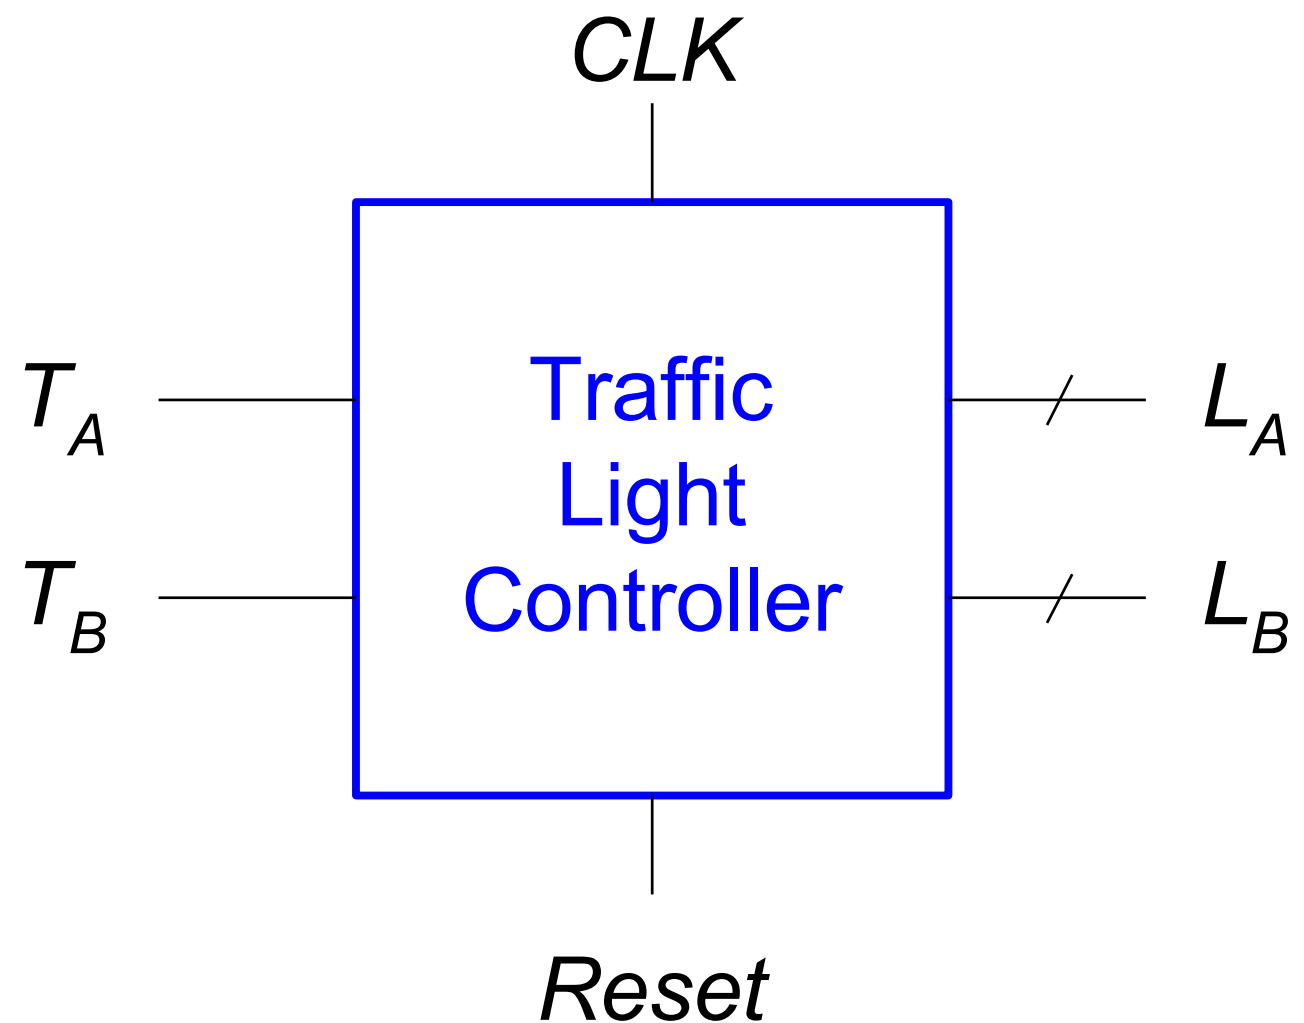 CLK
T_A
Traffic
L_A
Light
T_B
Controller
L_B
Reset